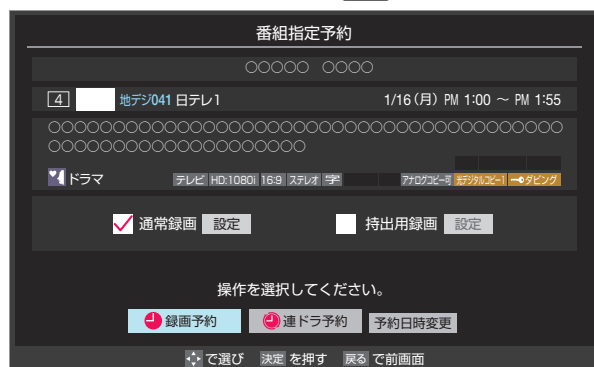 番組指定予約
○○○○○ ○○○○
4 地デジ041 日テレ1 1/16(月) PM 1:00 ～ PM 1:55
○○○○○○○○○○○○○○○○○○○○○○○○○○○○○○○○○○○○○○○○
○○○○○○○○○○○○○○○○○○○○
ドラマ テレビ HD:1080i 16:9 ステレオ 字 アナログコピー可 光デジタルコピー1 ダビング
通常録画 設定 持出用録画 設定
操作を選択してください。
録画予約 連ドラ予約 予約日時変更
で選び 決定 を押す 戻る で前画面